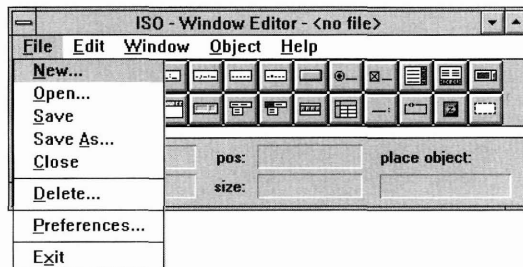 ISO - Window Editor - <no file>
File Edit Window Object Help
New...
Open...
Save
Save As...
Close
Delete...
Preferences...
Exit
pos:
place object:
size: